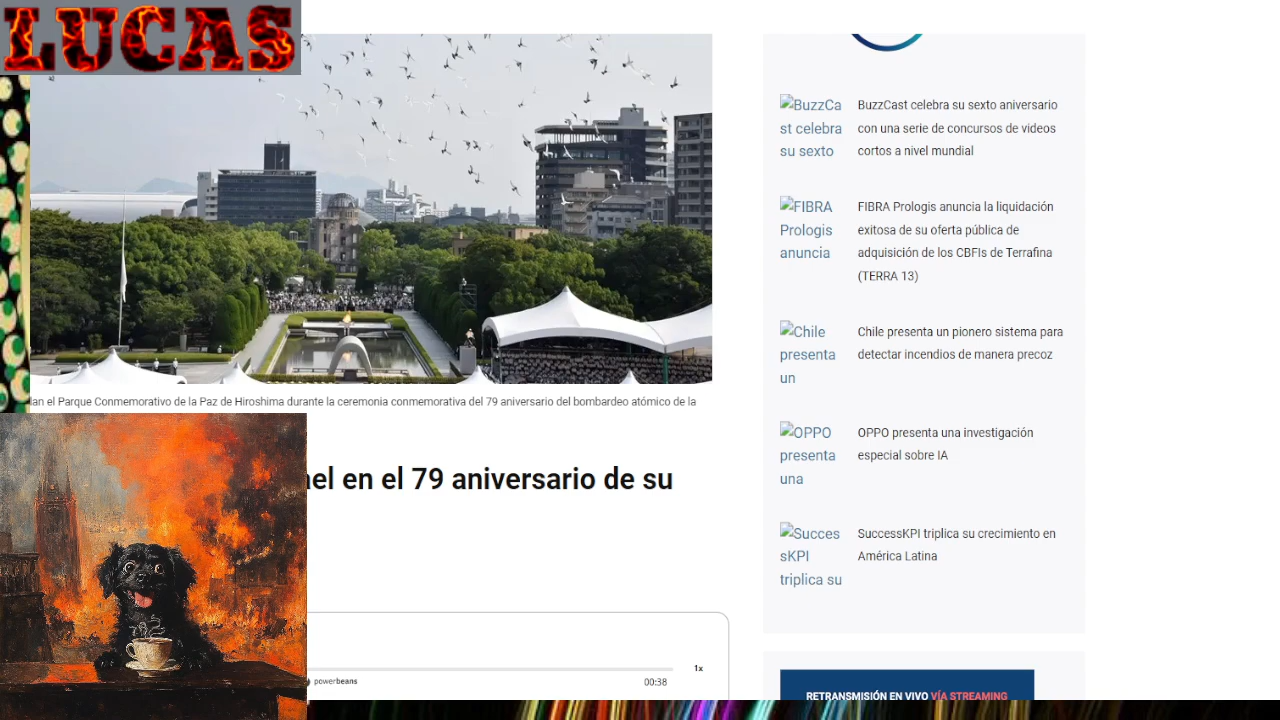 LUCAS
lan el Parque Conmemorativo de la Paz de Hiroshima durante la ceremonia conmemorativa del 79 aniversario del bombardeo atómico de la
el en el 79 aniversario de su
1x
powerbeans
00:38
BuzzCa
st celebra
su sexto
BuzzCast celebra su sexto aniversario
con una serie de concursos de videos
cortos a nivel mundial
FIBRA
Prologis
anuncia
FIBRA Prologis anuncia la liquidación
exitosa de su oferta pública de
adquisición de los CBFIs de Terrafina
(TERRA 13)
Chile
presenta
un
Chile presenta un pionero sistema para
detectar incendios de manera precoz
OPPO
presenta
una
OPPO presenta una investigación
especial sobre IA
Succes
sKPI
triplica su
SuccessKPI triplica su crecimiento en
América Latina
RETRANSMISIÓN EN VIVO VÍA STREAMING